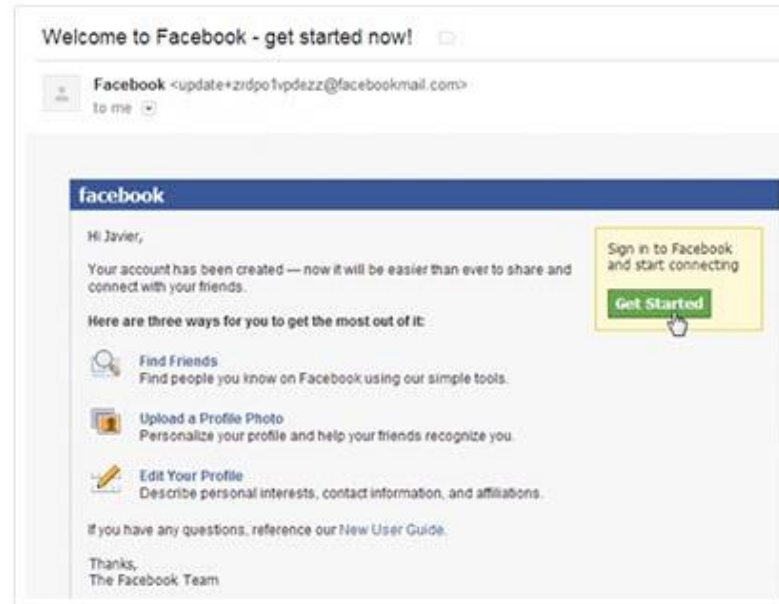 Welcome to Facebook - get started now!
Facebook <update+zrdpo1vpdezz@facebookmail.com>
to me
facebook
Hi Javier,
Your account has been created — now it will be easier than ever to share and
connect with your friends.
Here are three ways for you to get the most out of it:
Find Friends
Find people you know on Facebook using our simple tools.
Upload a Profile Photo
Personalize your profile and help your friends recognize you.
Edit Your Profile
Describe personal interests, contact information, and affiliations.
If you have any questions, reference our New User Guide.
Thanks,
The Facebook Team
Sign in to Facebook
and start connecting
Get Started